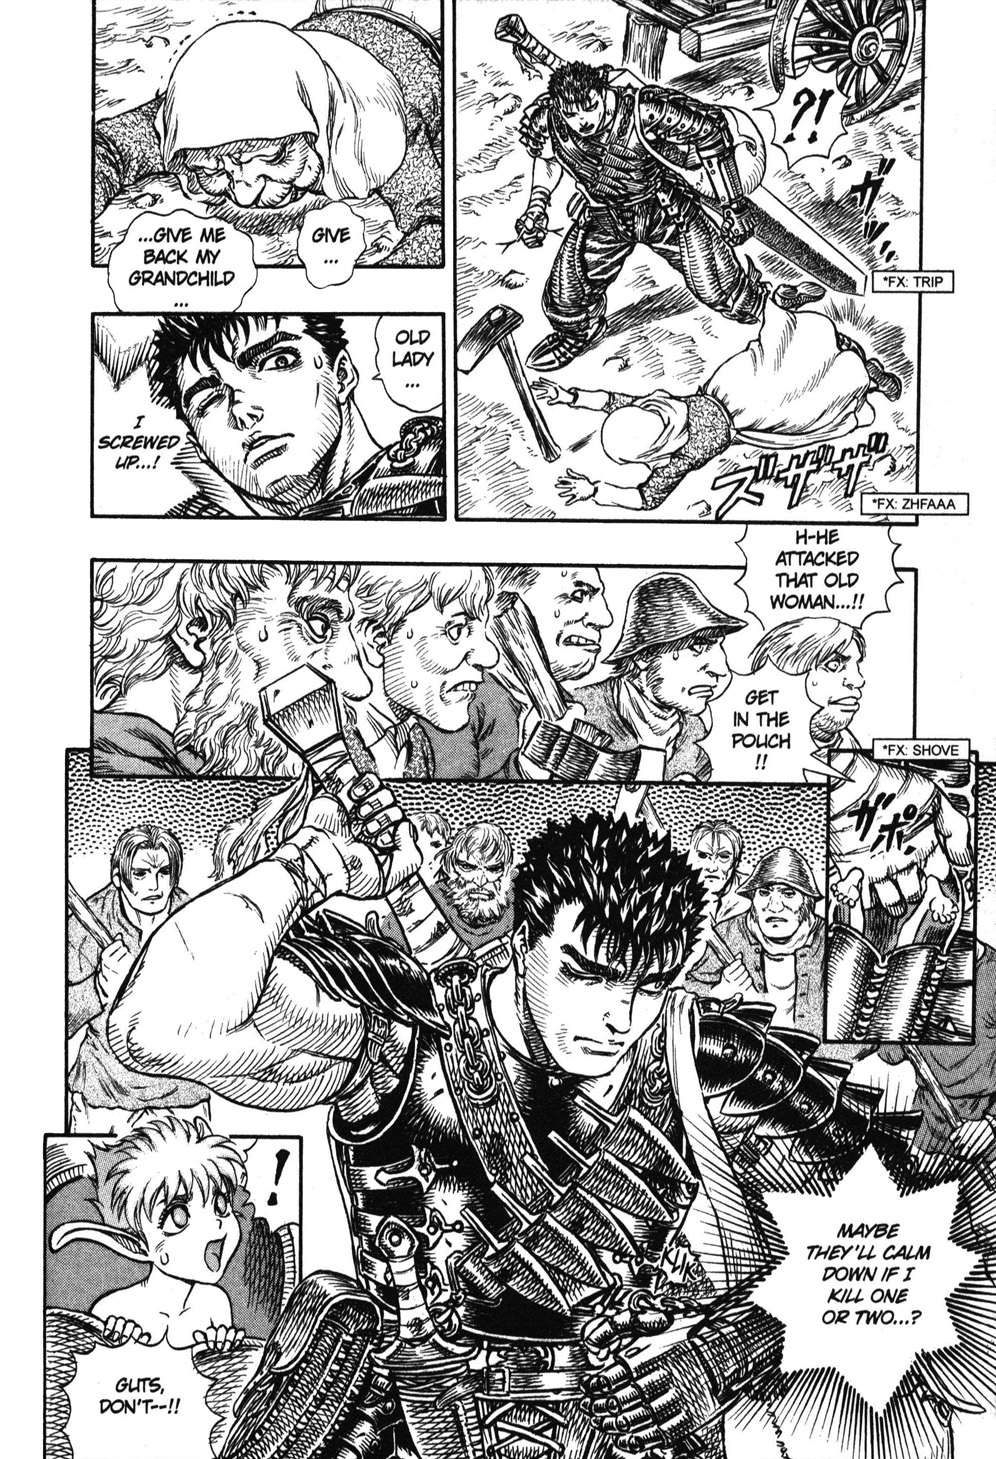 ?!
ガッ
*FX: TRIP
ズザザザ
*FX: ZHFAAA
GIVE
...
...GIVE ME
BACK MY
GRANDCHILD
...
OLD
LADY
...
I
SCREWED
UP...!
H-HE
ATTACKED
THAT OLD
WOMAN...!!
GET
IN THE
POUCH
!!
*FX: SHOVE
ガポ
KLIK
MAYBE
THEY'LL CALM
DOWN IF I
KILL ONE
OR TWO...?
!
GUTS,
DON'T--!!